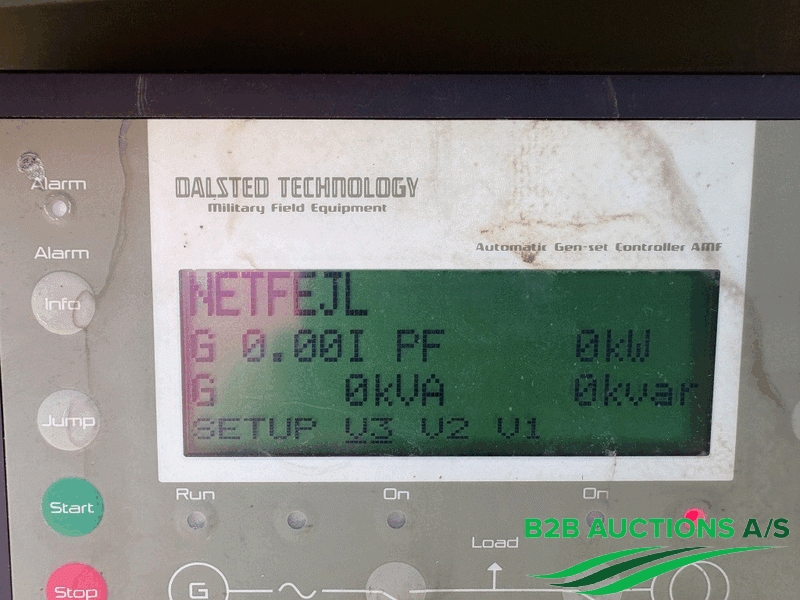 Alarm
DALSTED TECHNOLOGY
Military Field Equipment
Automatic Gen-set Controller AMF
Alarm
Info
NETFEJL
G 0.00I PF 0kW
G 0kVA 0kvar
SETUP V3 V2 V1
Jump
Start
Run On On
B2B AUCTIONS A/S
Load
Stop
G